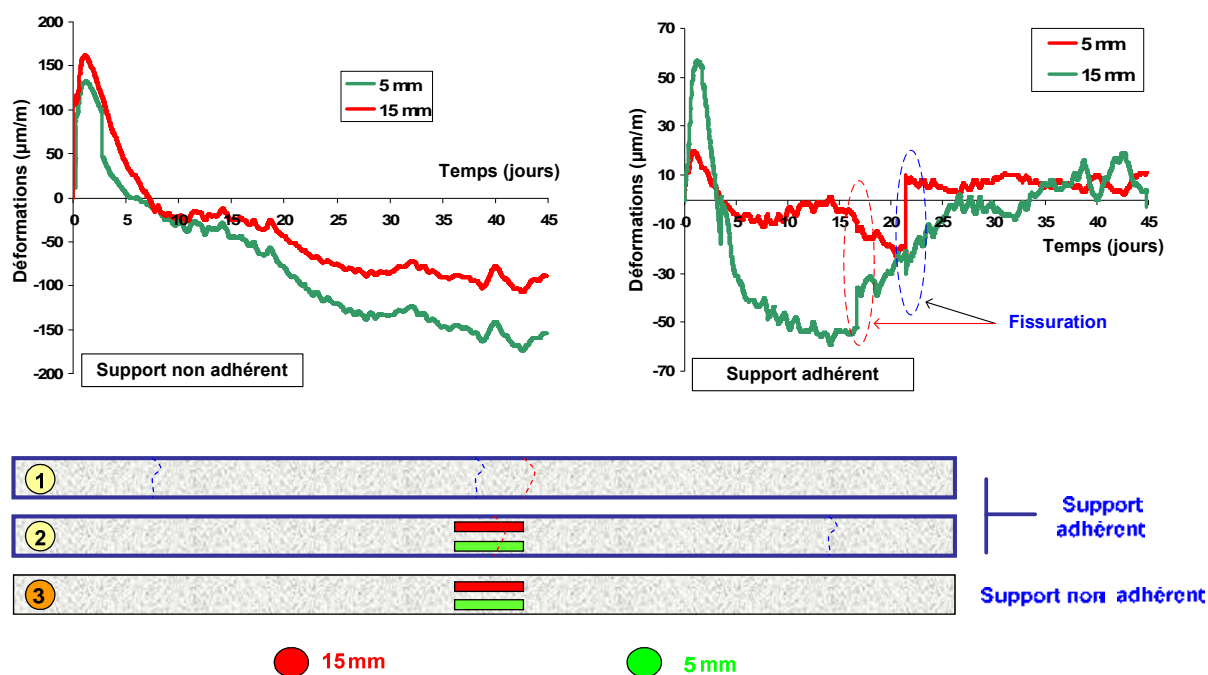 Déformations (µm/m)
200
150
100
50
0
-50
-100
-150
-200
0 5 10 15 20 25 30 35 40 45
5 mm
15 mm
Temps (jours)
Support non adhérent
Déformations (µm/m)
70
50
30
10
-10
-30
-50
-70
0 5 10 15 20 25 30 35 40 45
5 mm
15 mm
Temps (jours)
Fissuration
Support adhérent
1
2
3
Support
adhérent
Support non adhérent
15 mm
5 mm